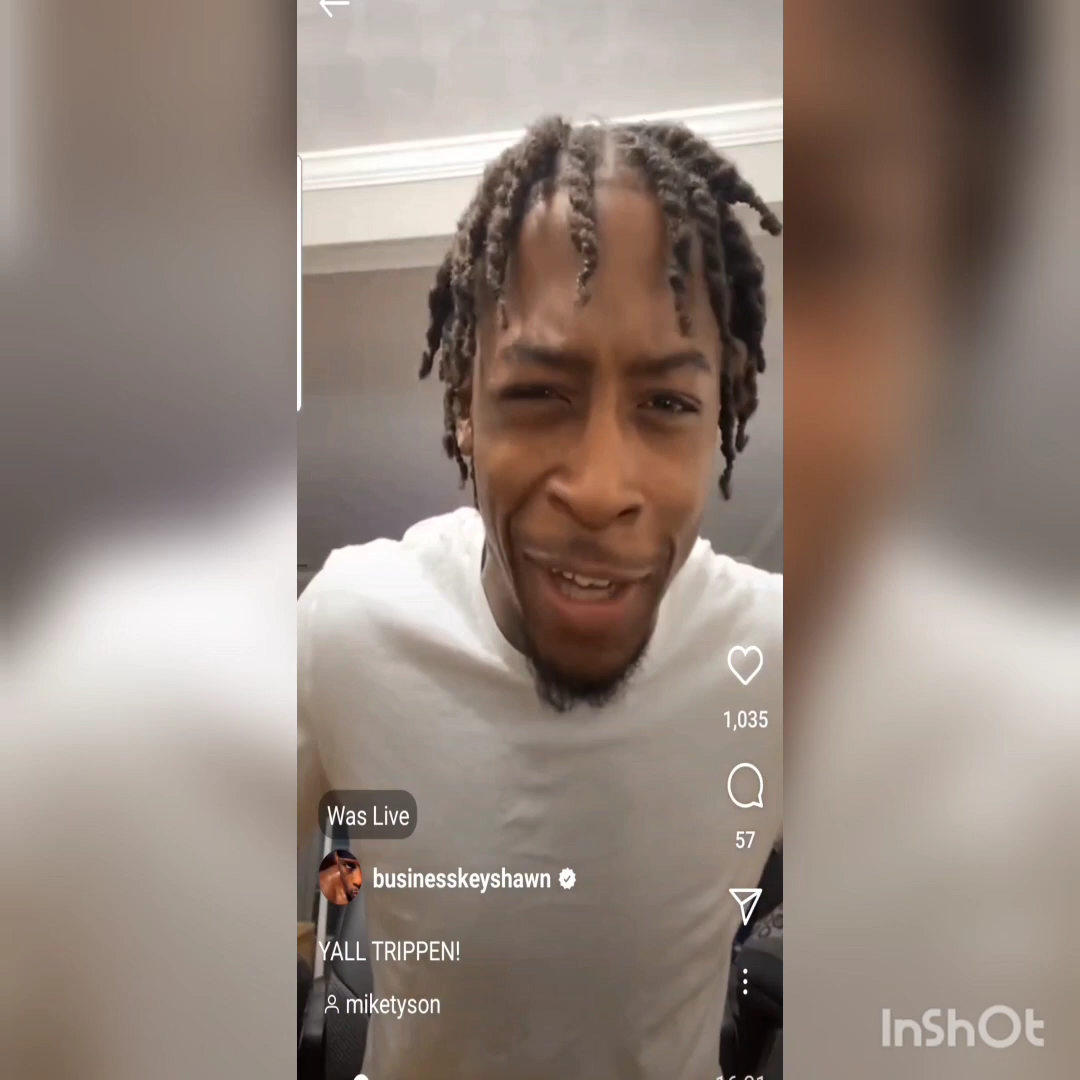 1,035
Was Live
57
businesskeyshawn
YALL TRIPPEN!
miketyson
InShOt